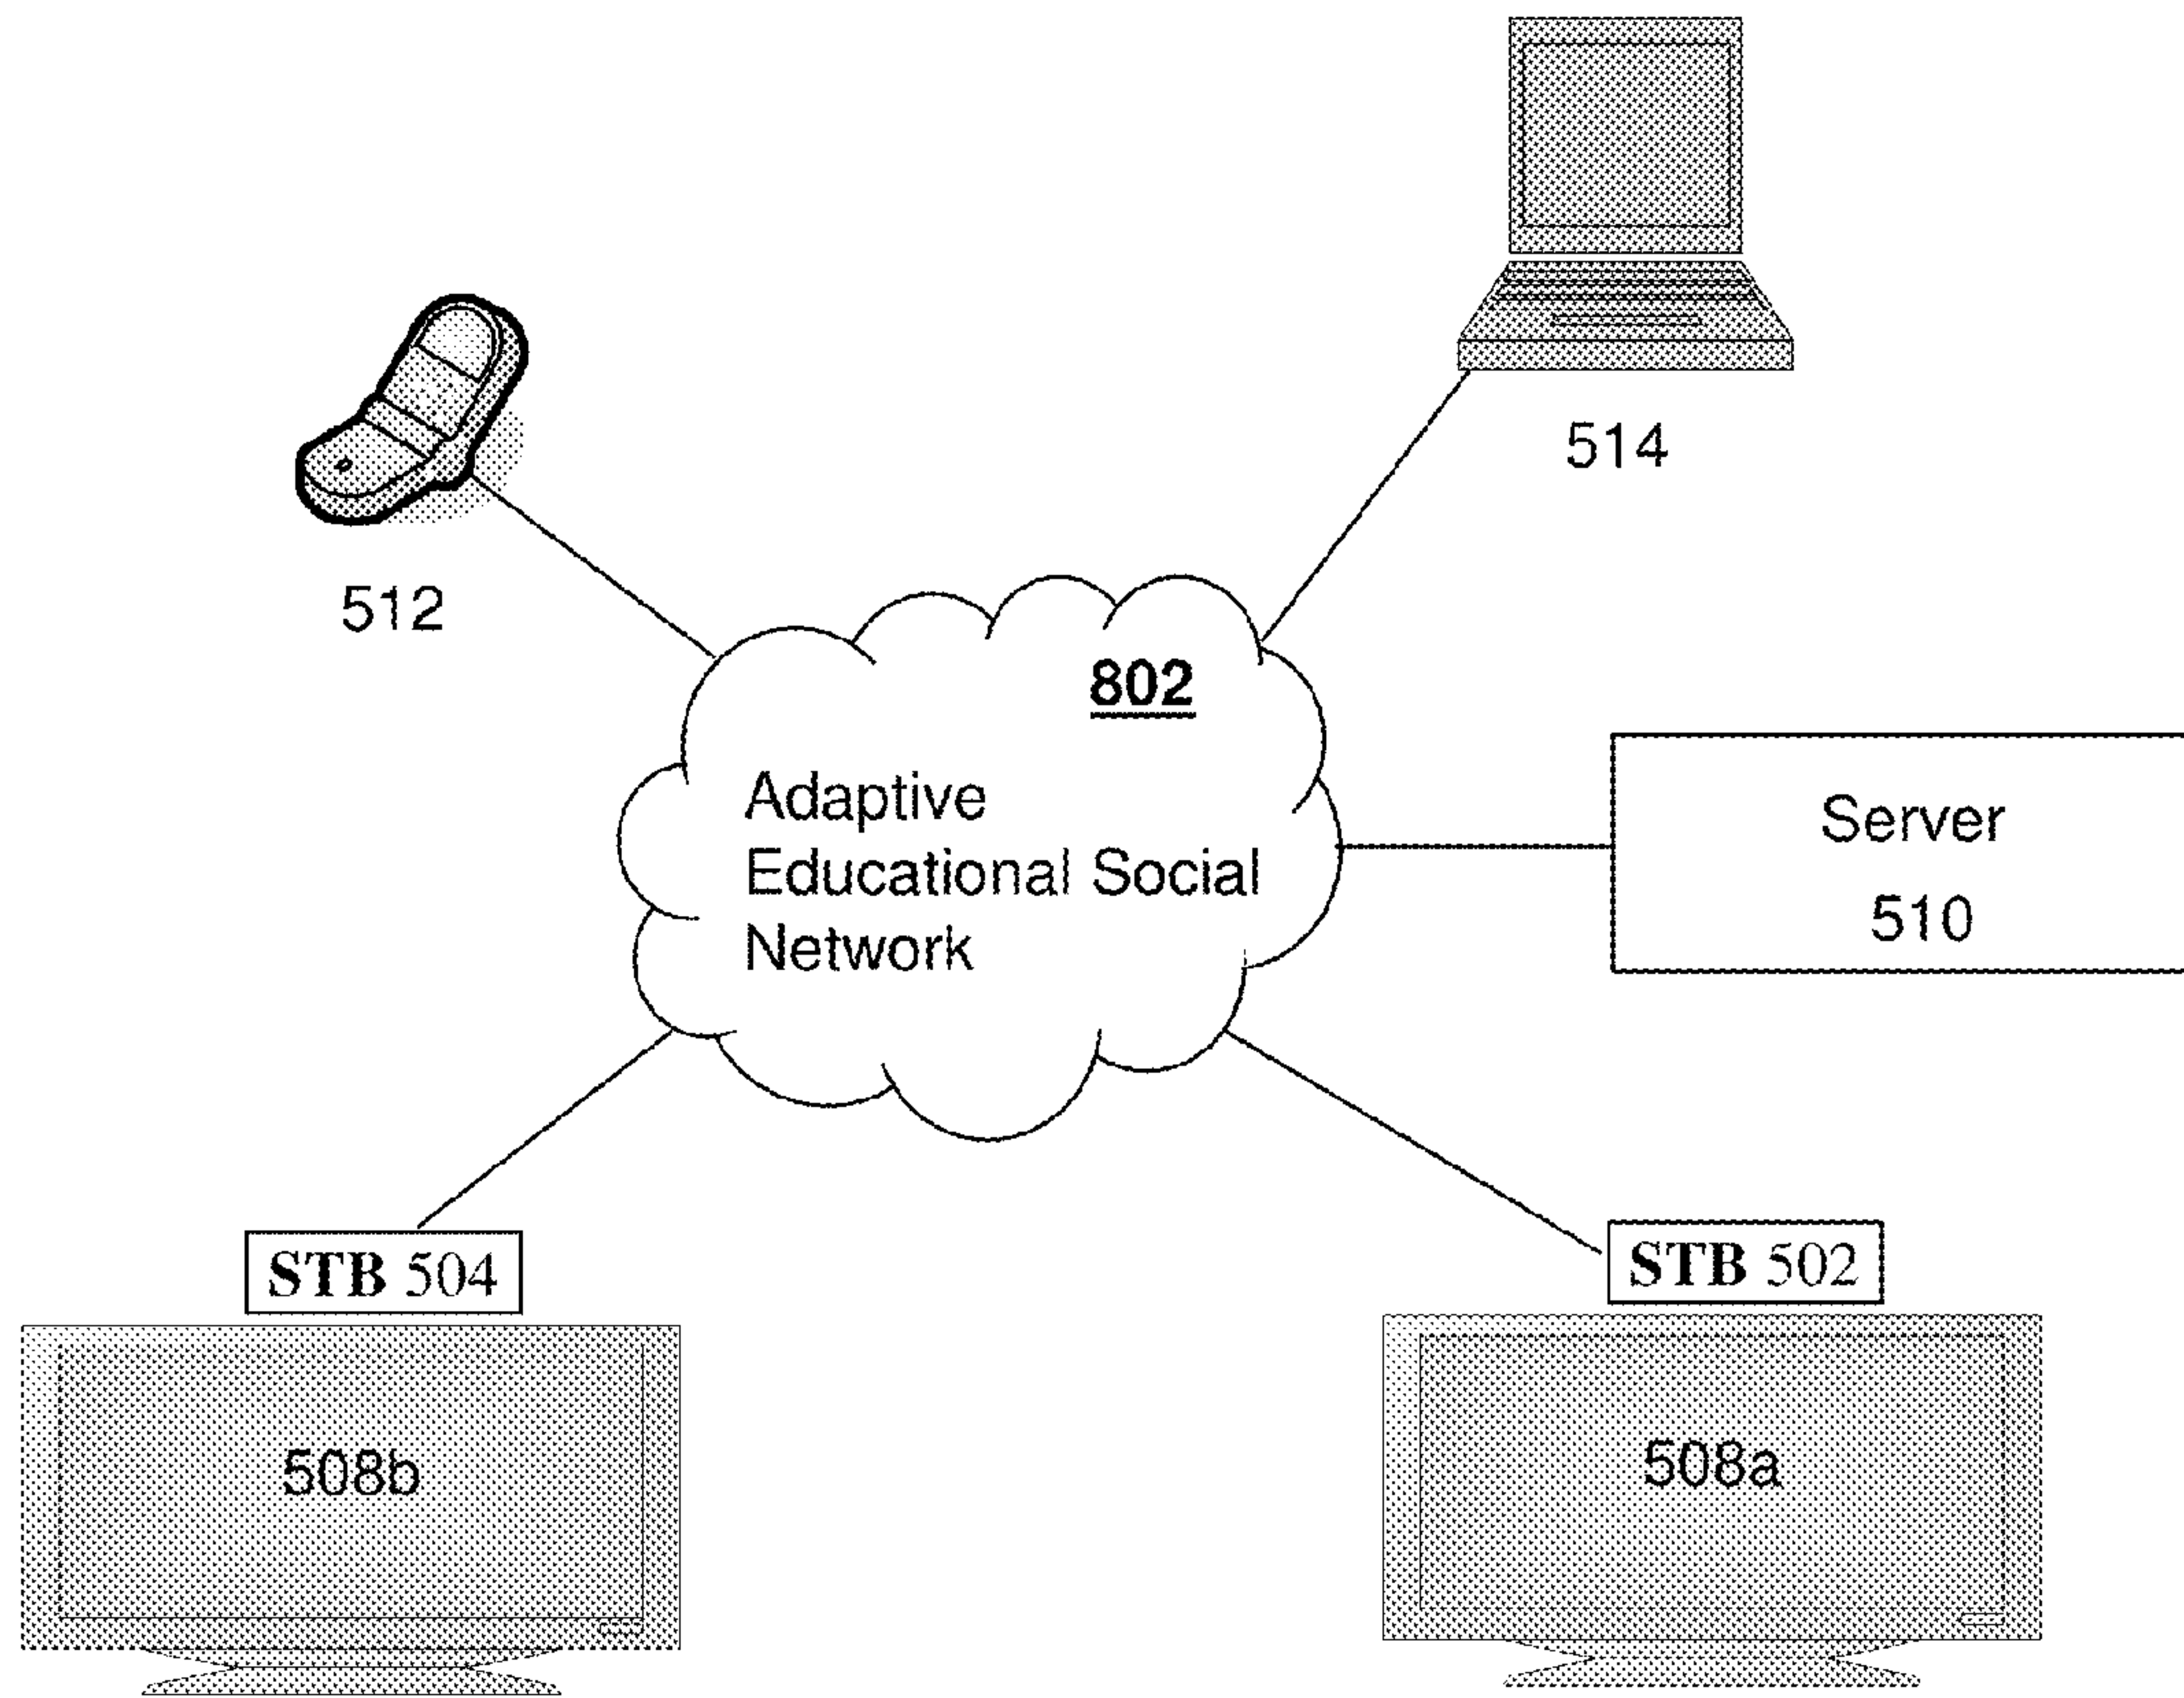 514
512
802
Adaptive
Educational Social
Network
Server
510
STB 504
STB 502
508b
508a